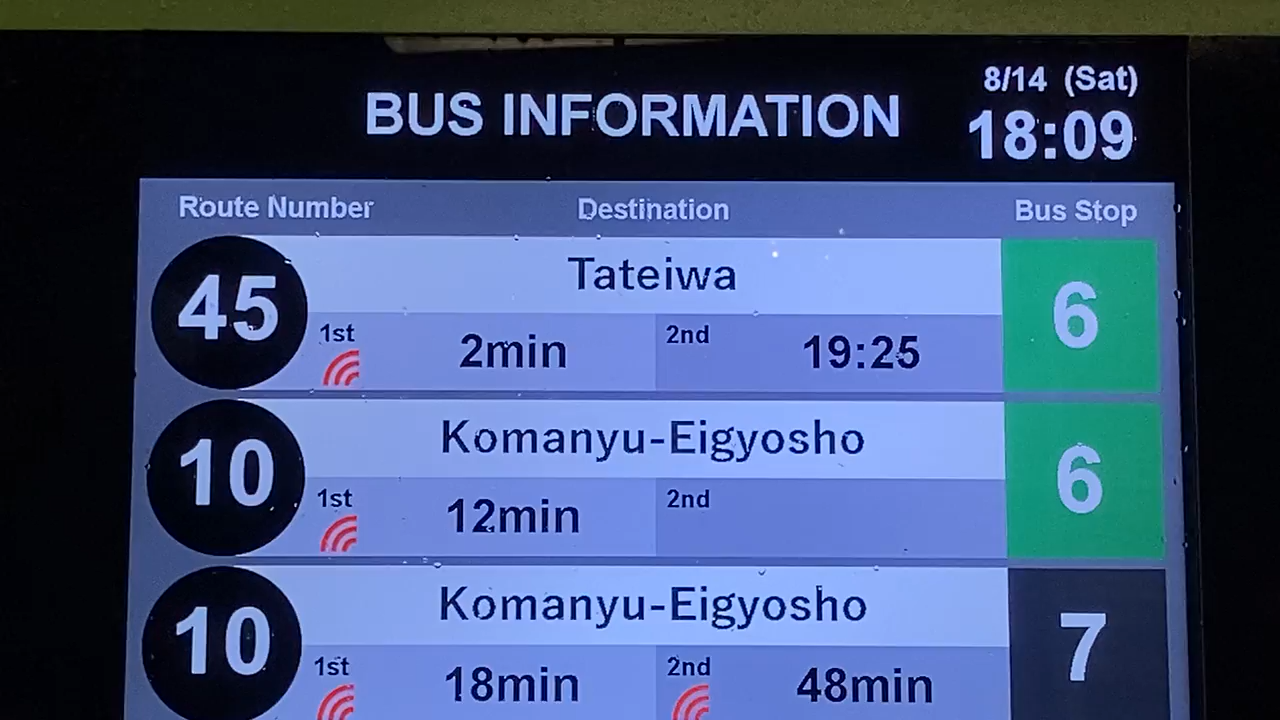 BUS INFORMATION
8/14 (Sat)
18:09
Route Number Destination Bus Stop
45 Tateiwa 6
1st 2min 2nd 19:25
10 Komanyu-Eigyosho 6
1st 12min 2nd
10 Komanyu-Eigyosho 7
1st 18min 2nd 48min